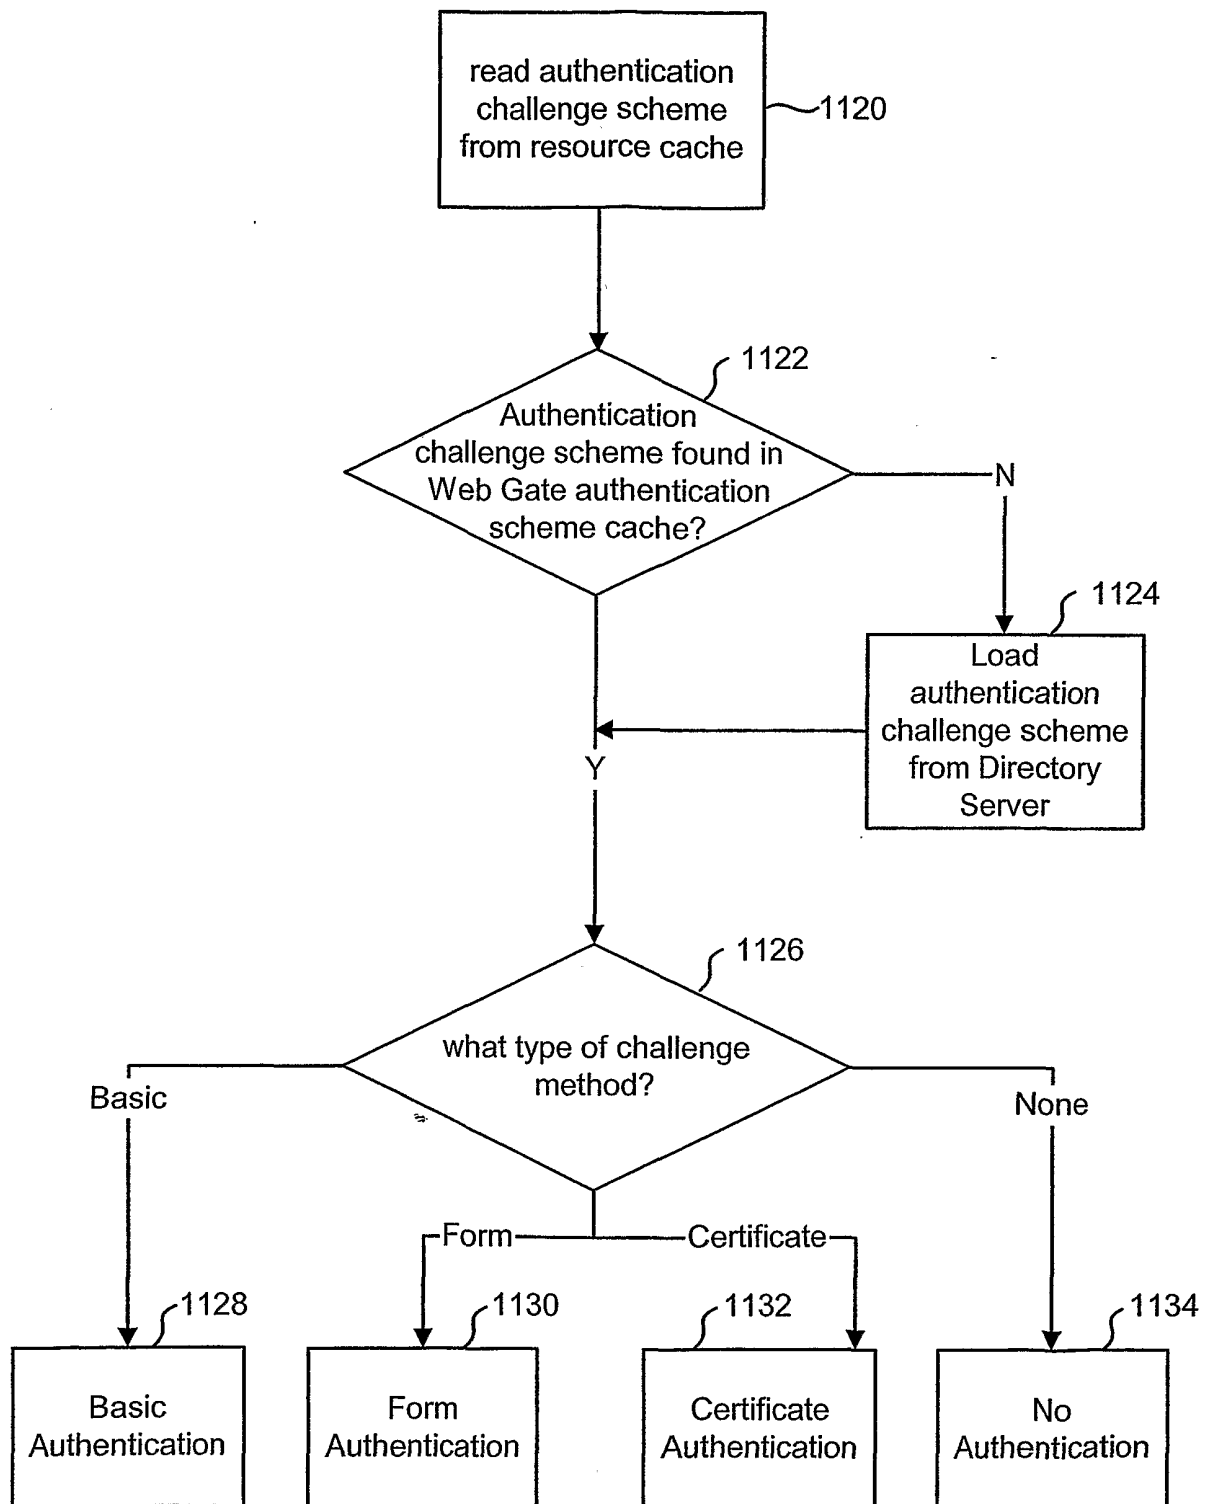 read authentication
challenge scheme
from resource cache
1120
1122
Authentication
challenge scheme found in
Web Gate authentication
scheme cache?
N
1124
Load
authentication
challenge scheme
from Directory
Server
Y
1126
what type of challenge
method?
Basic
None
Form
Certificate
1128
1130
1132
1134
Basic
Authentication
Form
Authentication
Certificate
Authentication
No
Authentication